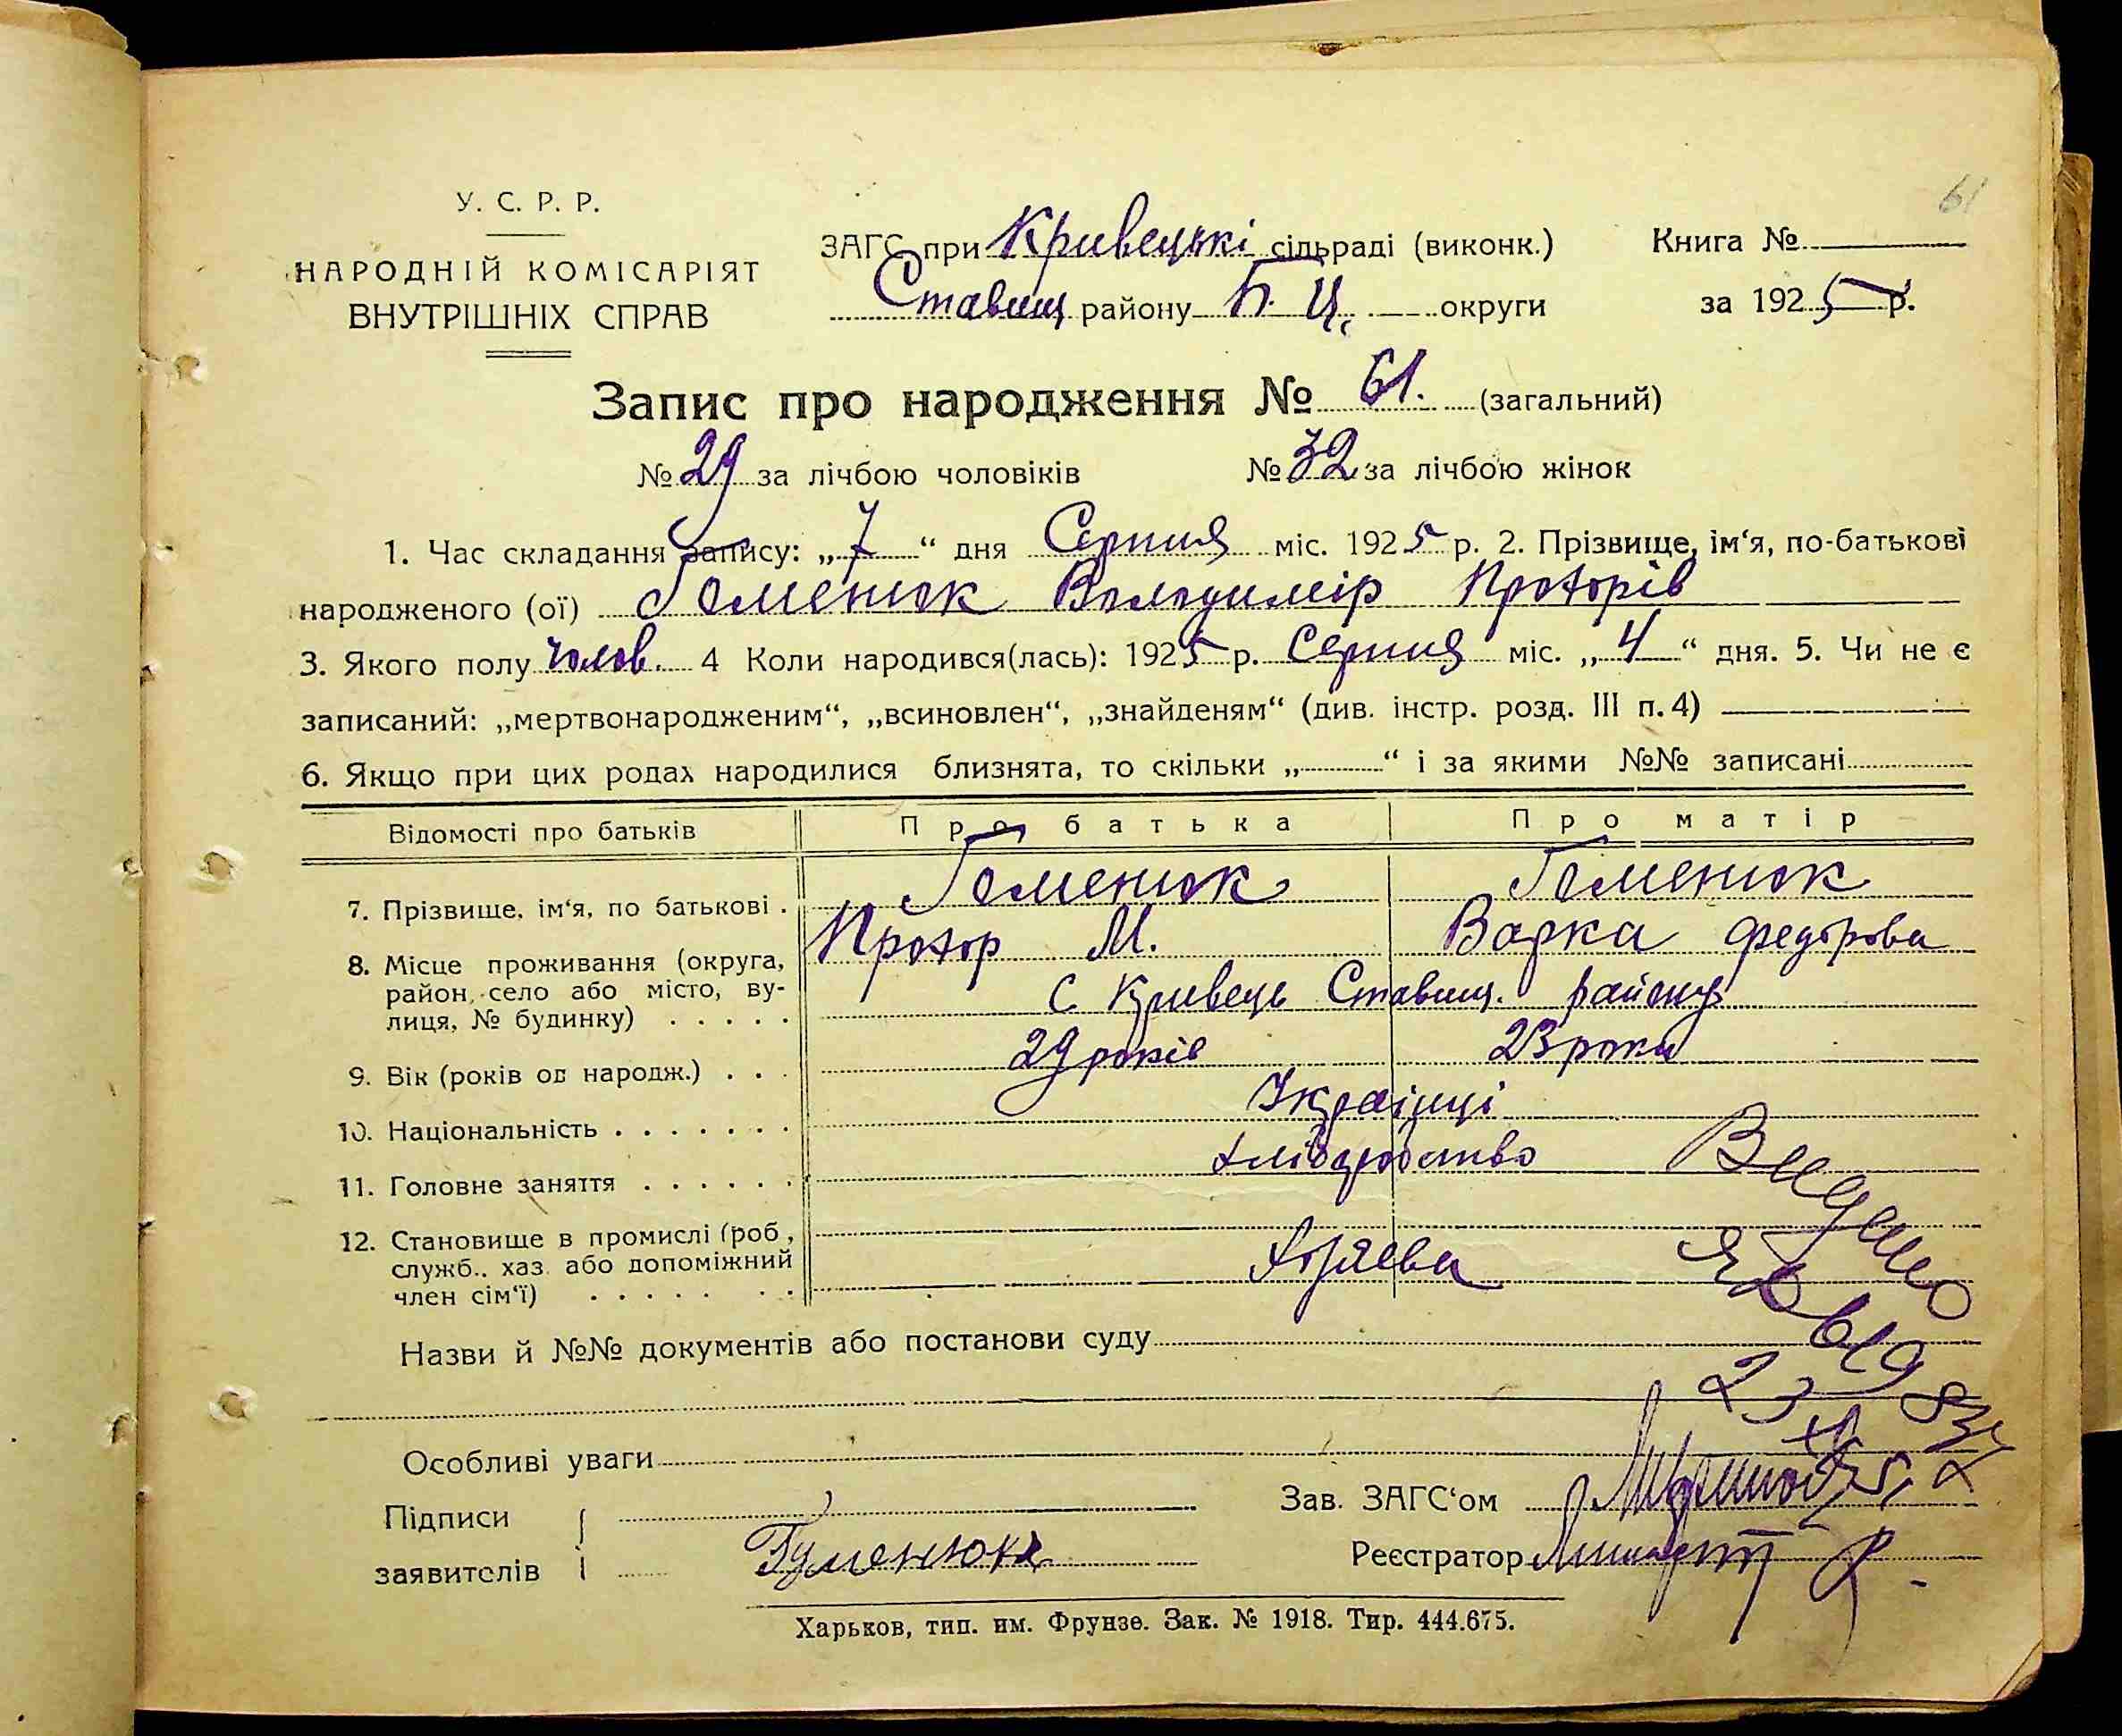 61
У. С. Р. Р.
НАРОДНІЙ КОМІСАРІЯТ
ВНУТРІШНІХ СПРАВ
ЗАГС при Кривецькі сільраді (виконк.)
Ставищ району Б. Ц. округи
Книга №
за 1925 р.
Запис про народження № 61. (загальний)
№ 29 за лічбою чоловіків № 32 за лічбою жінок
1. Час складання запису: „7“ дня Серпня міс. 1925 р. 2. Прізвище, ім‘я, по-батькові
народженого (ої) Гоменюк Володимір Прохорів
3. Якого полу чолов. 4 Коли народився(лась): 1925 р. Серпня міс. „4“ дня. 5. Чи не є
записаний: „мертвонародженим“, „всиновлен“, „знайденям“ (див. інстр. розд. III п. 4)
6. Якщо при цих родах народилися близнята, то скільки „ “ і за якими №№ записані
Відомості про батьків Про батька Про матір
7. Прізвище, ім‘я, по батькові . Гоменюк Гоменюк
Прохор М. Варка Федорова
8. Місце проживання (округа,
район, село або місто, ву-
лиця, № будинку) . . . . . с. Кривець Ставищ. району
9. Вік (років од народж.) . . . 29 років 23 роки
10. Національність . . . . . . . Українці
11. Головне заняття . . . . . . хліборобство
12. Становище в промислі (роб.,
служб., хаз. або допоміжний
член сім‘ї) . . . . . . . Хозяева
Видано
Назви й №№ документів або постанови суду
Особливі уваги
Підписи
заявителів Гуменюка
Зав. ЗАГС‘ом
Реєстратор
Харьков, тип. им. Фрунзе. Зак. № 1918. Тир. 444.675.